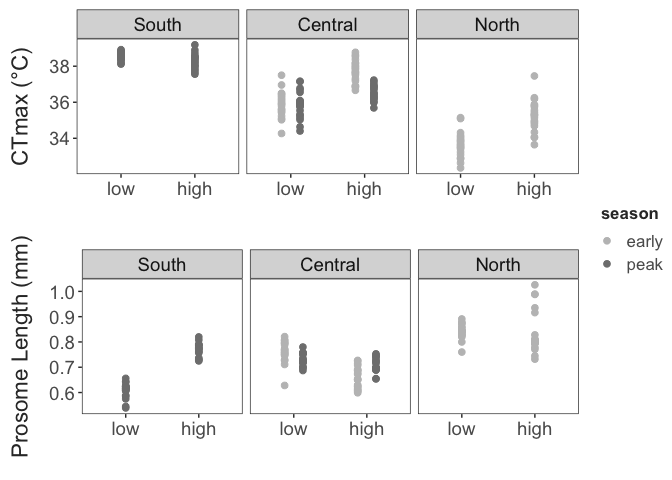 South Central North
CTmax (°C)
38
36
34
low high low high low high
season
early
peak
South Central North
Prosome Length (mm)
1.0
0.9
0.8
0.7
0.6
low high low high low high